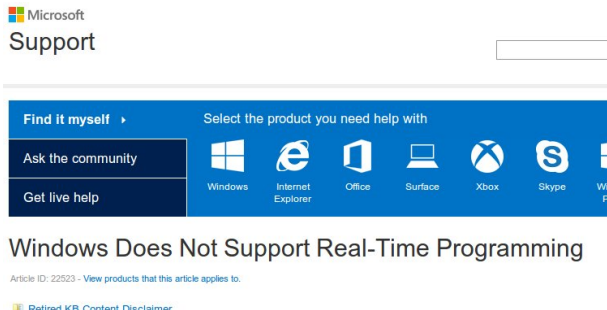 Microsoft
Support
Find it myself
Select the product you need help with
Ask the community
Get live help
Windows
Internet
Explorer
Office
Surface
Xbox
Skype
Windows Does Not Support Real-Time Programming
Article ID: 22523 - View products that this article applies to.
Retired KB Content Disclaimer